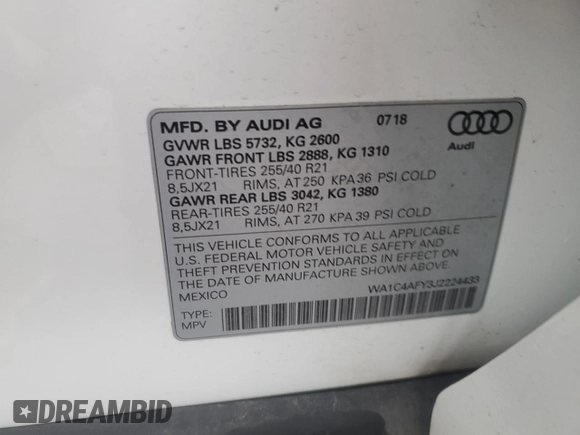 MFD. BY AUDI AG 0718
GVWR LBS 5732, KG 2600
GAWR FRONT LBS 2888, KG 1310
FRONT-TIRES 255/40 R21
8,5JX21 RIMS, AT 250 KPA 36 PSI COLD
GAWR REAR LBS 3042, KG 1380
REAR-TIRES 255/40 R21
8,5JX21 RIMS, AT 270 KPA 39 PSI COLD
Audi
THIS VEHICLE CONFORMS TO ALL APPLICABLE
U.S. FEDERAL MOTOR VEHICLE SAFETY AND
THEFT PREVENTION STANDARDS IN EFFECT ON
THE DATE OF MANUFACTURE SHOWN ABOVE.
MEXICO
WA1C4AFY3J2224433
TYPE:
MPV
DREAMBID